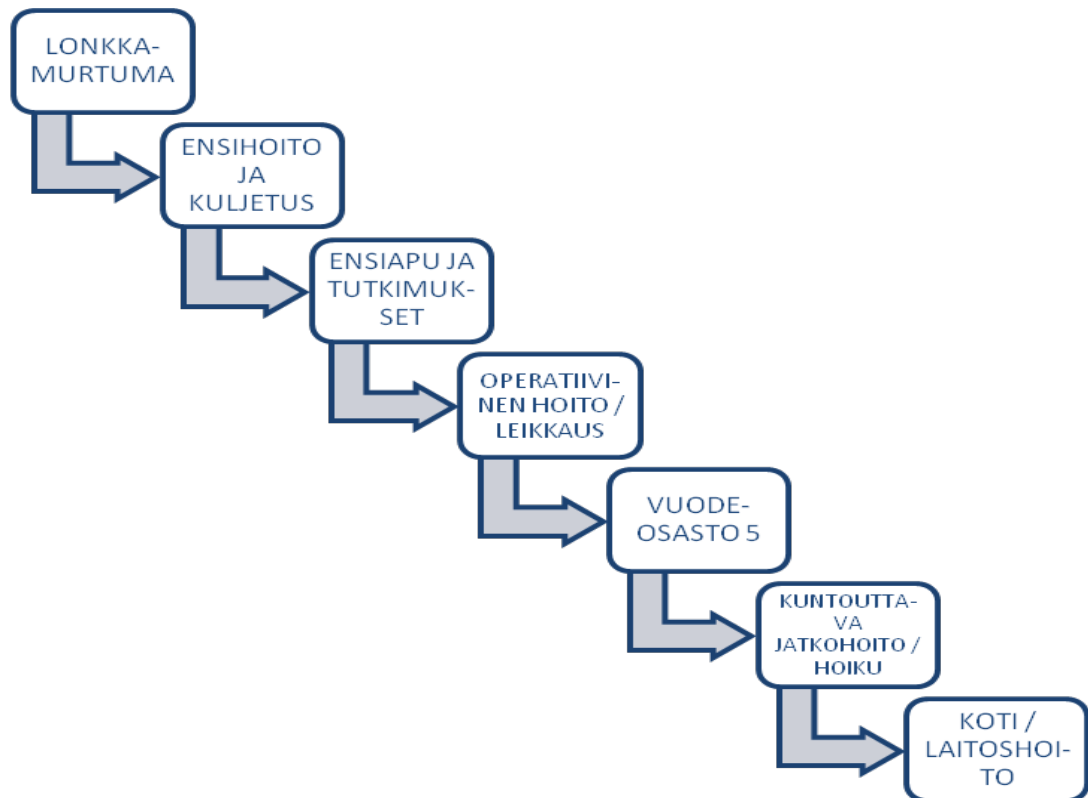 LONKKA-
MURTUMA
ENSIHOITO
JA
KULJETUS
ENSIAPU JA
TUTKIMUK-
SET
OPERATIIVI-
NEN HOITO /
LEIKKAUS
VUODE-
OSASTO 5
KUNTOUTTA-
VA
JATKOHOITO /
HOIKU
KOTI /
LAITOSHOI-
TO